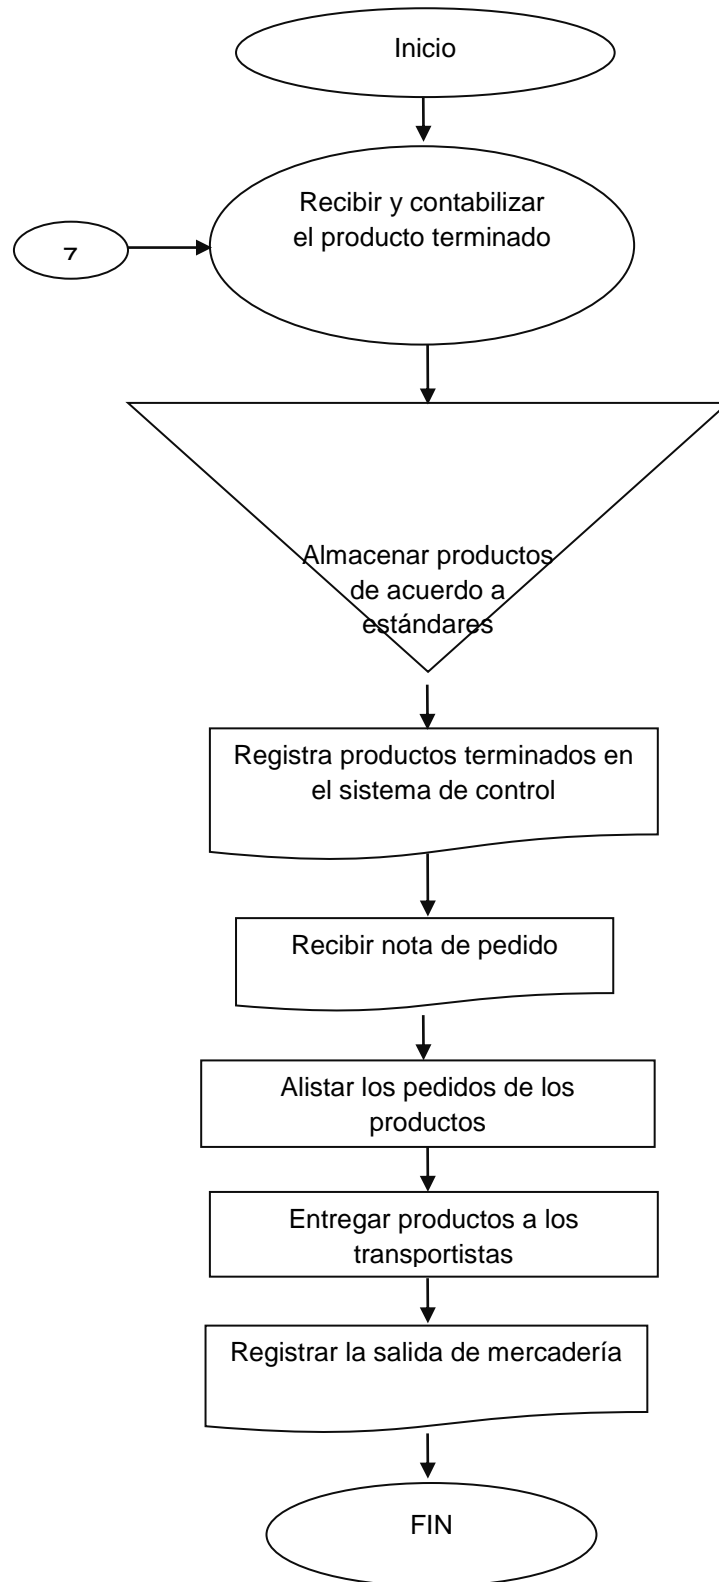 Inicio
Recibir y contabilizar
el producto terminado
7
Almacenar productos
de acuerdo a
estándares
Registra productos terminados en
el sistema de control
Recibir nota de pedido
Alistar los pedidos de los
productos
Entregar productos a los
transportistas
Registrar la salida de mercadería
FIN